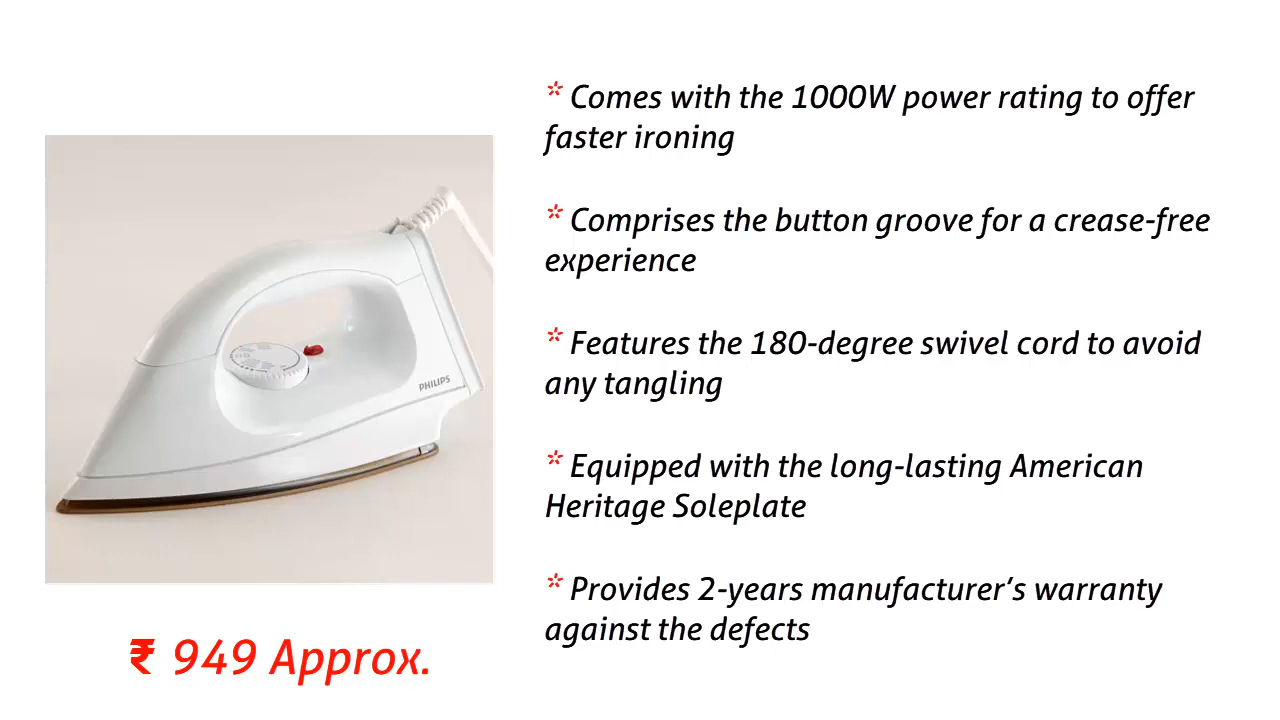 * Comes with the 1000W power rating to offer
faster ironing
* Comprises the button groove for a crease-free
experience
* Features the 180-degree swivel cord to avoid
any tangling
PHILIPS
* Equipped with the long-lasting American
Heritage Soleplate
* Provides 2-years manufacturer's warranty
against the defects
₹ 949 Approx.